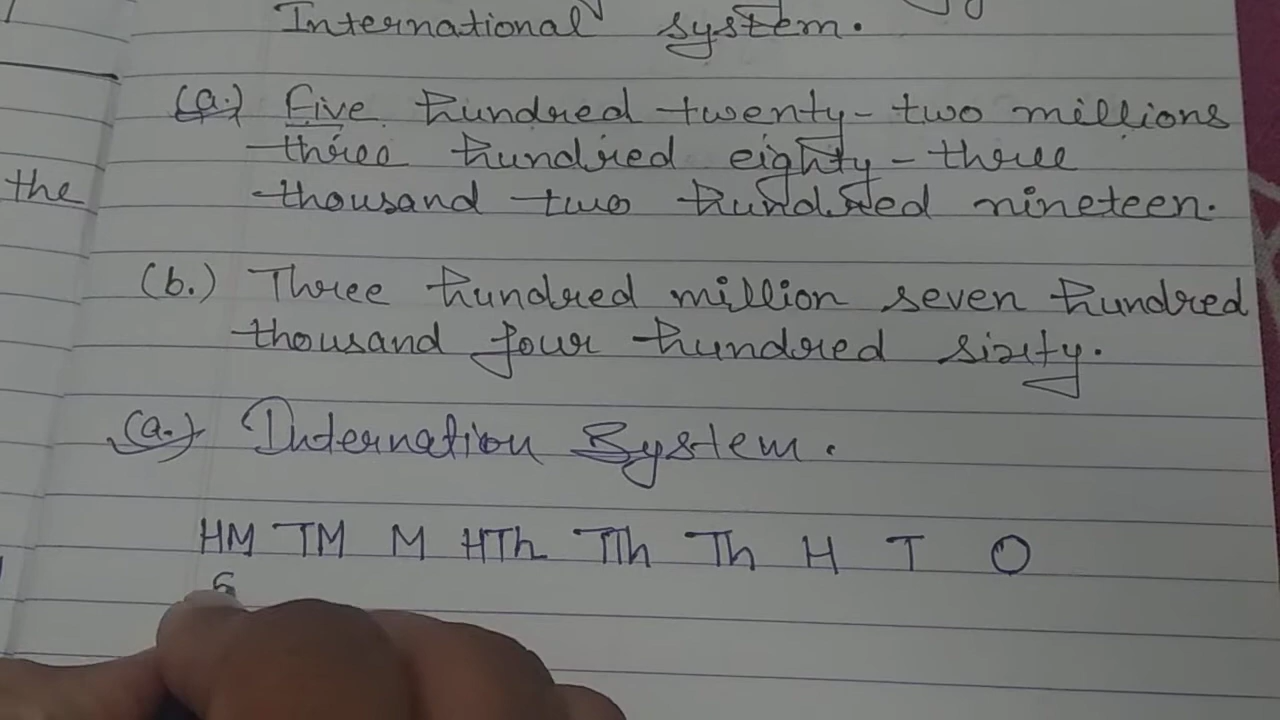 International system.
(a.) Five hundred twenty-two millions
three hundred eighty-three
the
thousand two hundred nineteen.
(b.) Three hundred million seven hundred
thousand four hundred sixty.
(a.) Internation System.
HM TM M HTh TTh Th H T O
5